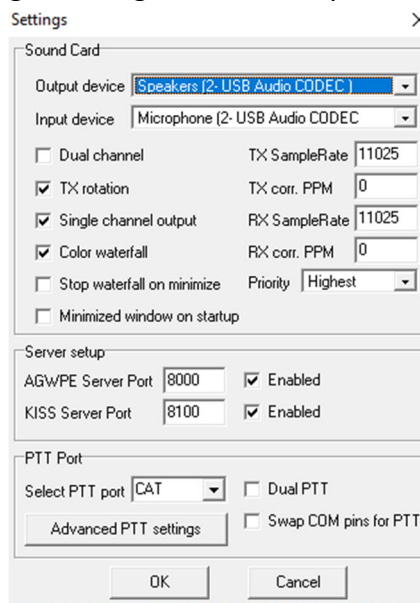 Settings
Sound Card
Output device Speakers (2- USB Audio CODEC )
Input device Microphone (2- USB Audio CODEC
Dual channel TX SampleRate 11025
TX rotation TX corr. PPM 0
Single channel output RX SampleRate 11025
Color waterfall RX corr. PPM 0
Stop waterfall on minimize Priority Highest
Minimized window on startup
Server setup
AGWPE Server Port 8000 Enabled
KISS Server Port 8100 Enabled
PTT Port
Select PTT port CAT Dual PTT
Advanced PTT settings Swap COM pins for PTT
OK Cancel